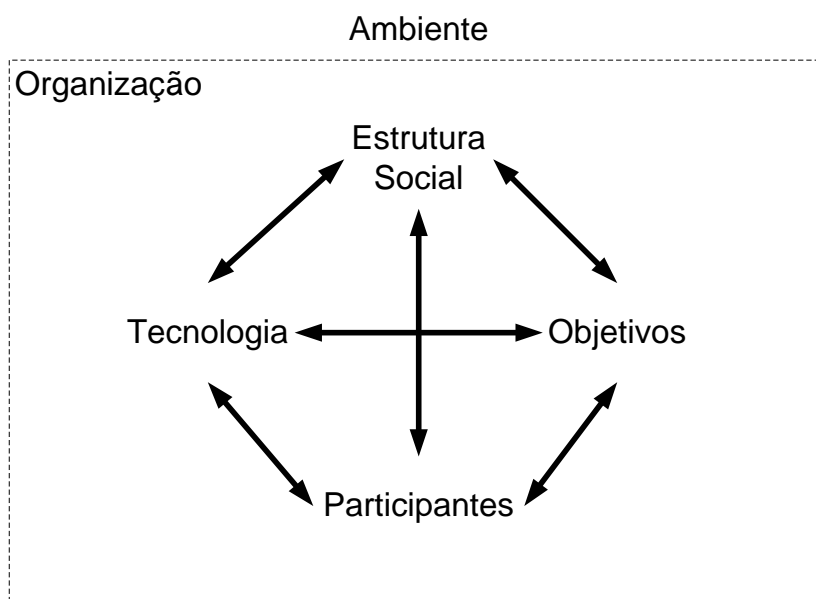 Ambiente
Organização
Estrutura
Social
Tecnologia
Objetivos
Participantes